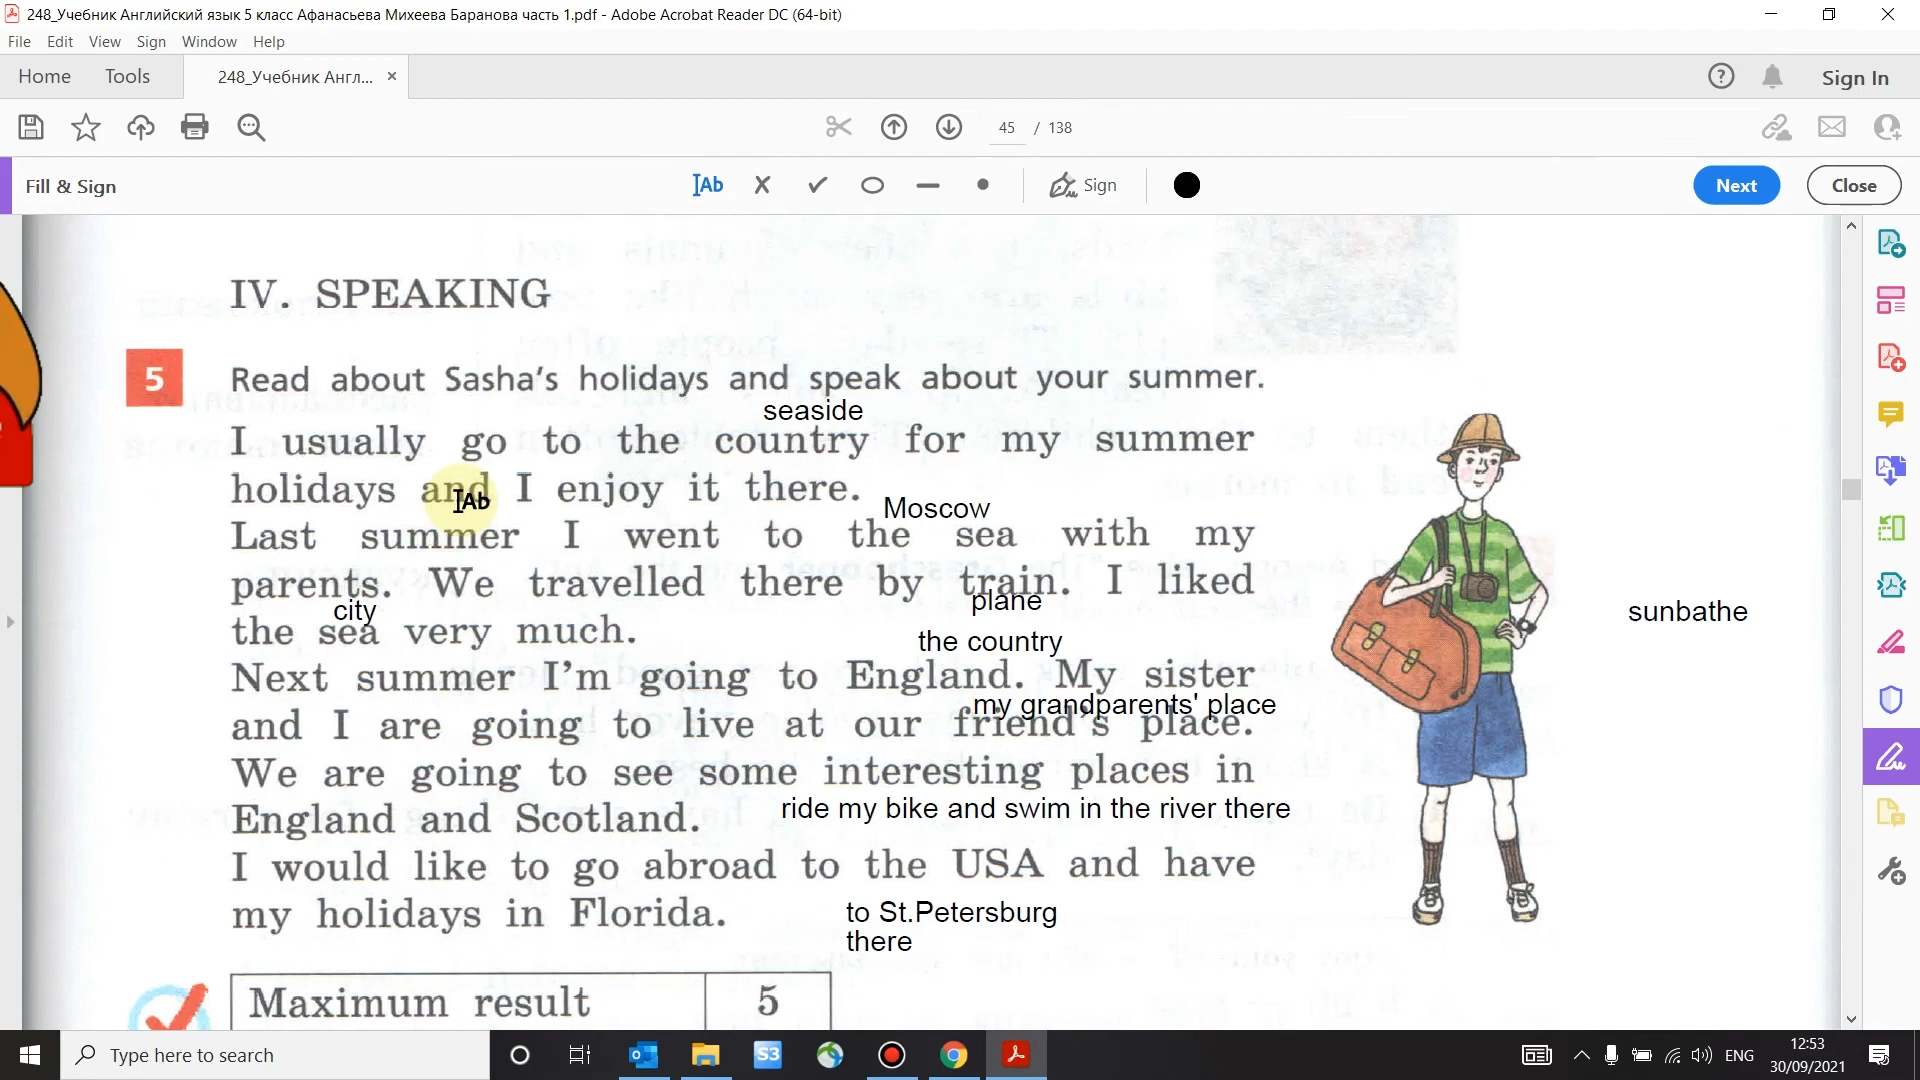 248_Учебник Английский язык 5 класс Афанасьева Михеева Баранова часть 1.pdf - Adobe Acrobat Reader DC (64-bit)
File Edit View Sign Window Help
Home Tools 248_Учебник Англ... ×
Sign In
45 / 138
Fill & Sign
Ab
Sign
Next
Close
IV. SPEAKING
5 Read about Sasha's holidays and speak about your summer.
seaside
I usually go to the country for my summer
holidays and I enjoy it there.
Ab
Moscow
Last summer I went to the sea with my
parents. We travelled there by train. I liked
city
plane
sunbathe
the sea very much.
the country
Next summer I'm going to England. My sister
my grandparents' place
and I are going to live at our friend's place.
We are going to see some interesting places in
ride my bike and swim in the river there
England and Scotland.
I would like to go abroad to the USA and have
my holidays in Florida.
to St.Petersburg
there
Maximum result 5
Type here to search
S3
ENG
12:53
30/09/2021